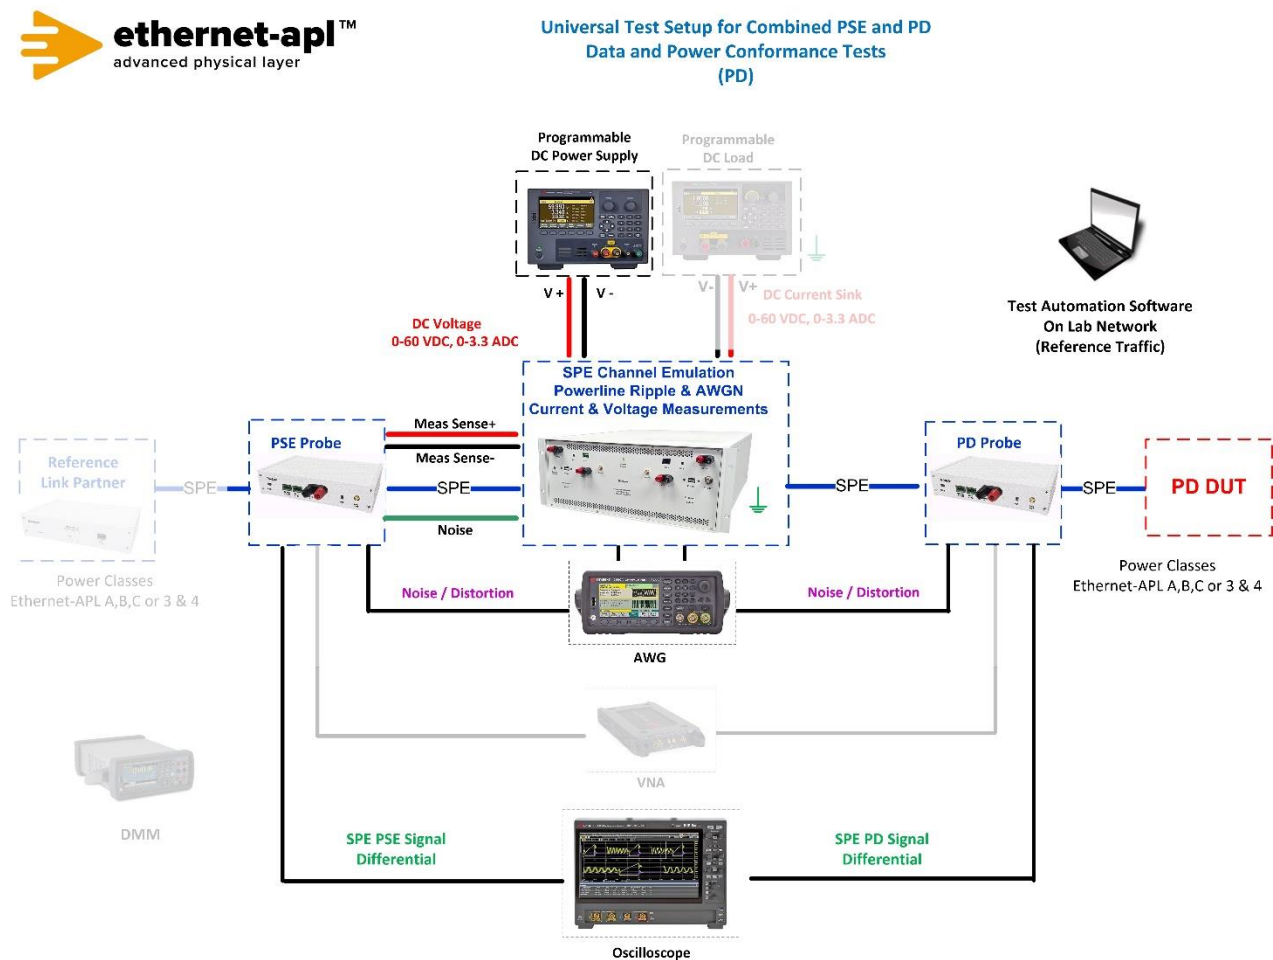 ethernet-apl™
advanced physical layer
Universal Test Setup for Combined PSE and PD
Data and Power Conformance Tests
(PD)
Programmable
DC Power Supply
Programmable
DC Load
V +
V -
V-
V+
DC Voltage
0-60 VDC, 0-3.3 ADC
DC Current Sink
0-60 VDC, 0-3.3 ADC
Test Automation Software
On Lab Network
(Reference Traffic)
SPE Channel Emulation
Powerline Ripple & AWGN
Current & Voltage Measurements
Reference
Link Partner
SPE
PSE Probe
Meas Sense+
Meas Sense-
SPE
Noise
SPE
PD Probe
SPE
PD DUT
Power Classes
Ethernet-APL A,B,C or 3 & 4
Power Classes
Ethernet-APL A,B,C or 3 & 4
Noise / Distortion
Noise / Distortion
AWG
VNA
DMM
SPE PSE Signal
Differential
SPE PD Signal
Differential
Oscilloscope